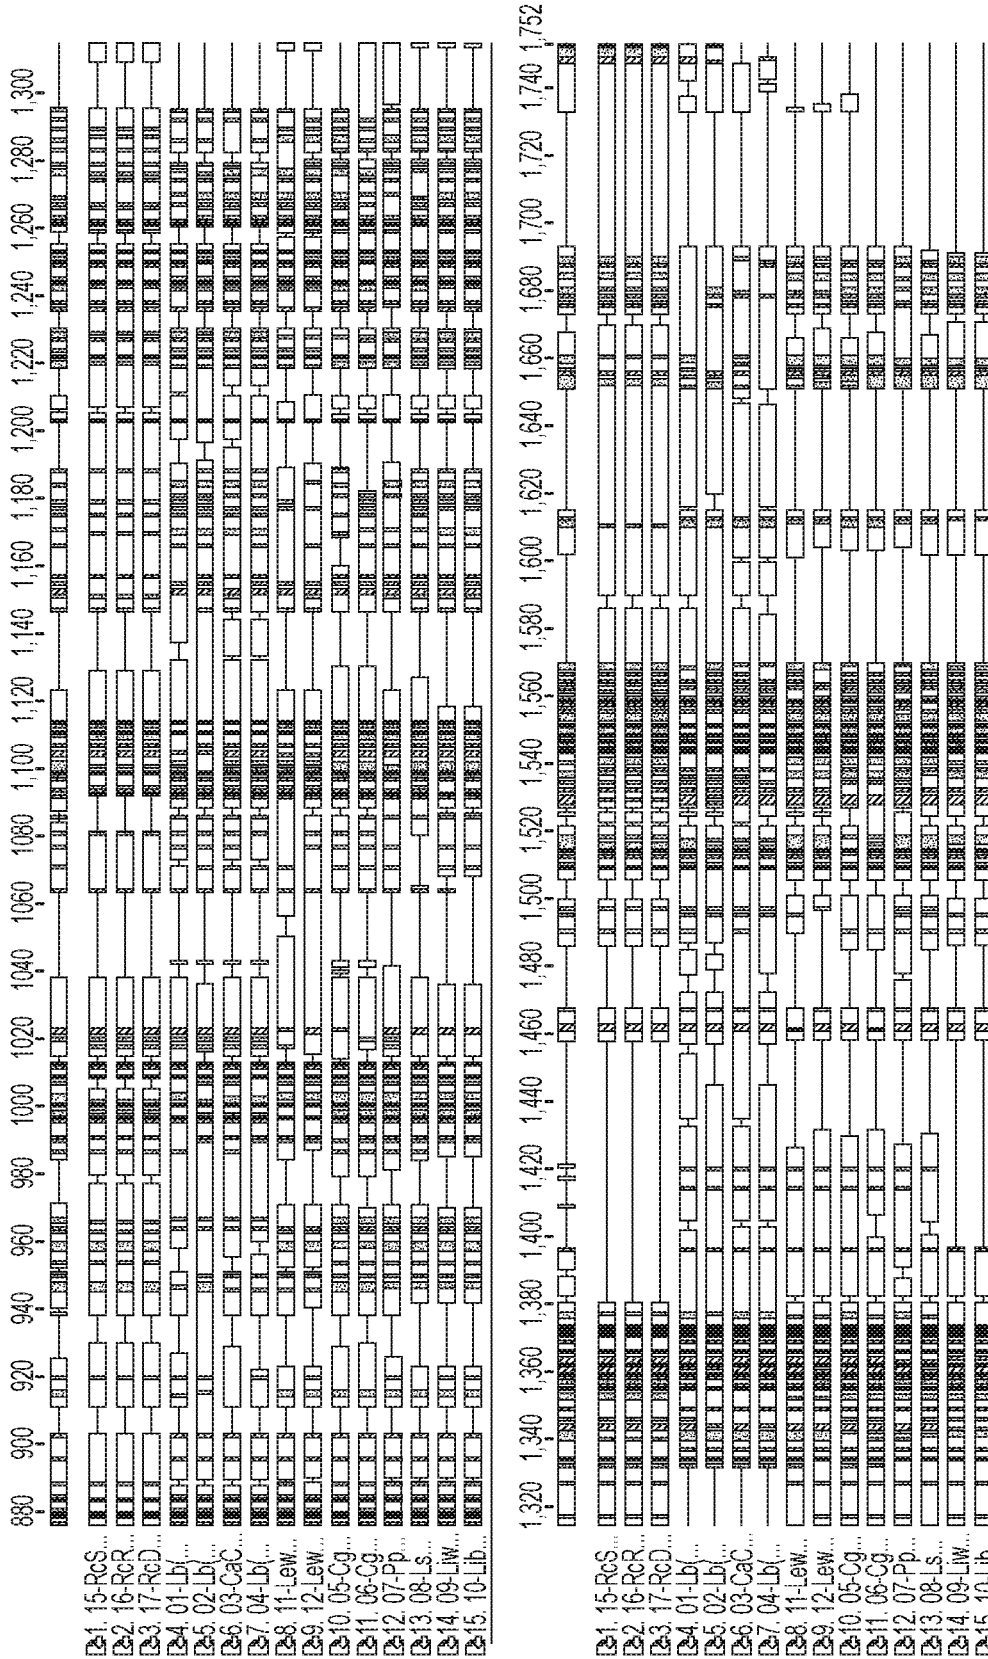 880 900 920 940 960 980 1000 1020 1040 1060 1080 1,100 1,120 1,140 1,160 1,180 1,200 1,220 1,240 1,260 1,280 1,300
1. 15-RcS...
2. 16-RcR...
3. 17-RcD...
4. 01-Lb(...
5. 02-Lb(...
6. 03-CaC...
7. 04-Lb(...
8. 11-Lew...
9. 12-Lew...
10. 05-Cg...
11. 06-Cg...
12. 07-Pp...
13. 08-Ls...
14. 09-Liw...
15. 10-Lib...
1,320 1,340 1,360 1,380 1,400 1,420 1,440 1,460 1,480 1,500 1,520 1,540 1,560 1,580 1,600 1,620 1,640 1,660 1,680 1,700 1,720 1,740 1,752
1. 15-RcS...
2. 16-RcR...
3. 17-RcD...
4. 01-Lb(...
5. 02-Lb(...
6. 03-CaC...
7. 04-Lb(...
8. 11-Lew...
9. 12-Lew...
10. 05-Cg...
11. 06-Cg...
12. 07-Pp...
13. 08-Ls...
14. 09-Liw...
15. 10-Lib...